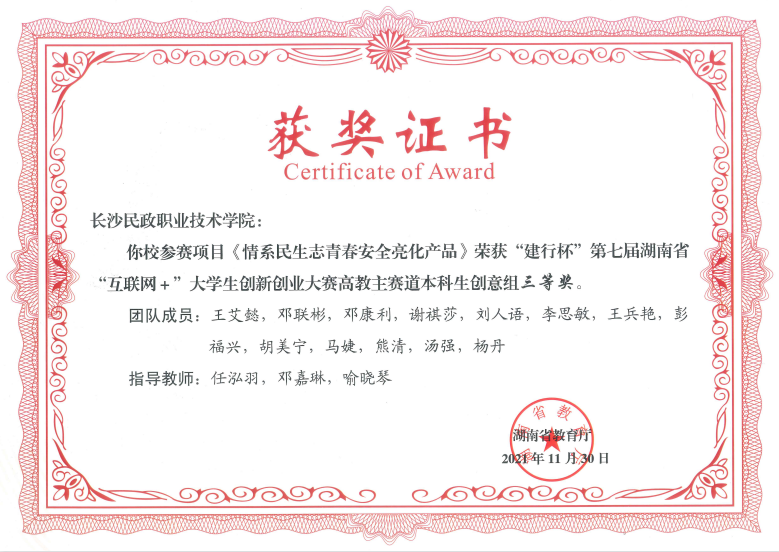 获奖证书
Certificate of Award
长沙民政职业技术学院：
你校参赛项目《情系民生志青春安全亮化产品》荣获“建行杯”第七届湖南省
“互联网+”大学生创新创业大赛高教主赛道本科生创意组三等奖。
团队成员：王艾懿，邓联彬，邓康利，谢祺莎，刘人语，李思敏，王兵艳，彭
福兴，胡美宁，马婕，熊清，汤强，杨丹
指导教师：任泓羽，邓嘉琳，喻晓琴
湖南省教育厅
2021年11月30日